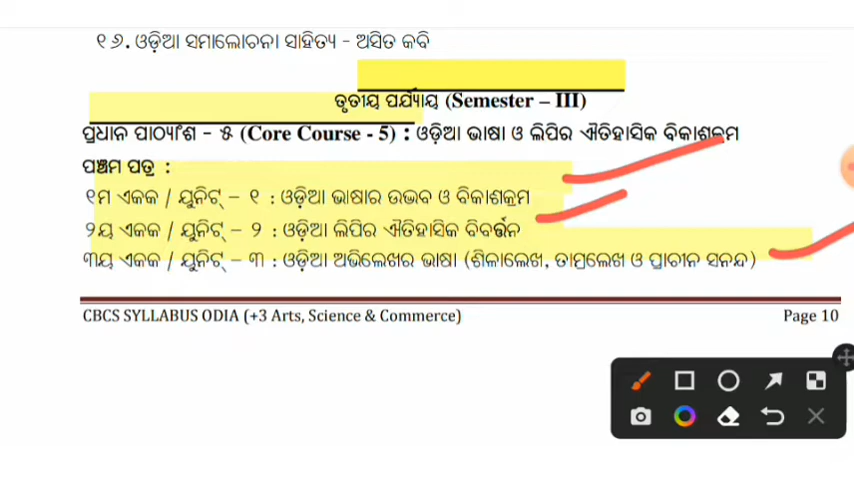 ୧୬. ଓଡ଼ିଆ ସମାଲୋଚନା ସାହିତ୍ୟ - ଅସିତ କବି
ତୃତୀୟ ପର୍ଯ୍ୟାୟ (Semester – III)
ପ୍ରଧାନ ପାଠ୍ୟାଂଶ - ୫ (Core Course - 5) : ଓଡ଼ିଆ ଭାଷା ଓ ଲିପିର ଐତିହାସିକ ବିକାଶକ୍ରମ
ପଞ୍ଚମ ପତ୍ର :
୧ମ ଏକକ / ୟୁନିଟ୍ – ୧ : ଓଡ଼ିଆ ଭାଷାର ଉଦ୍ଭବ ଓ ବିକାଶକ୍ରମ
୨ୟ ଏକକ / ୟୁନିଟ୍ – ୨ : ଓଡ଼ିଆ ଲିପିର ଐତିହାସିକ ବିବର୍ତ୍ତନ
୩ୟ ଏକକ / ୟୁନିଟ୍ – ୩ : ଓଡ଼ିଆ ଅଭିଲେଖର ଭାଷା (ଶିଳାଲେଖ, ତାମ୍ରଲେଖ ଓ ପ୍ରାଚୀନ ସନନ୍ଦ)
CBCS SYLLABUS ODIA (+3 Arts, Science & Commerce) Page 10